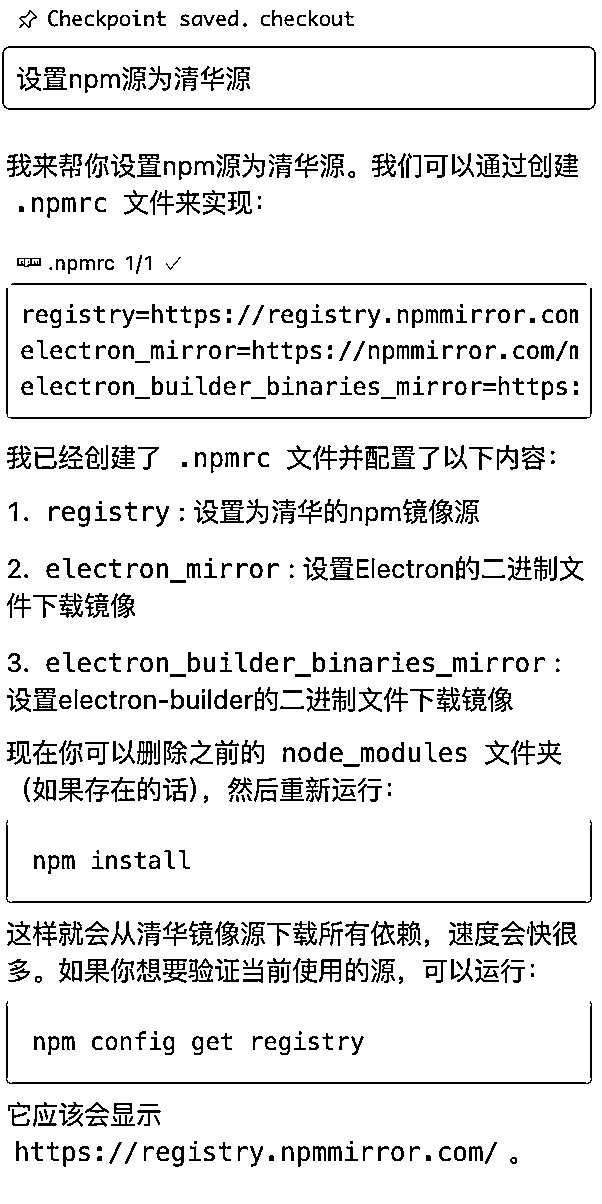 Checkpoint saved. checkout
设置npm源为清华源
我来帮你设置npm源为清华源。我们可以通过创建
.npmrc 文件来实现：
npm .npmrc 1/1 ✓
registry=https://registry.npmmirror.com
electron_mirror=https://npmmirror.com/m
electron_builder_binaries_mirror=https:
我已经创建了 .npmrc 文件并配置了以下内容：
1. registry：设置为清华的npm镜像源
2. electron_mirror：设置Electron的二进制文
件下载镜像
3. electron_builder_binaries_mirror：
设置electron-builder的二进制文件下载镜像
现在你可以删除之前的 node_modules 文件夹
（如果存在的话），然后重新运行：
npm install
这样就会从清华镜像源下载所有依赖，速度会快很
多。如果你想要验证当前使用的源，可以运行：
npm config get registry
它应该会显示
https://registry.npmmirror.com/ 。